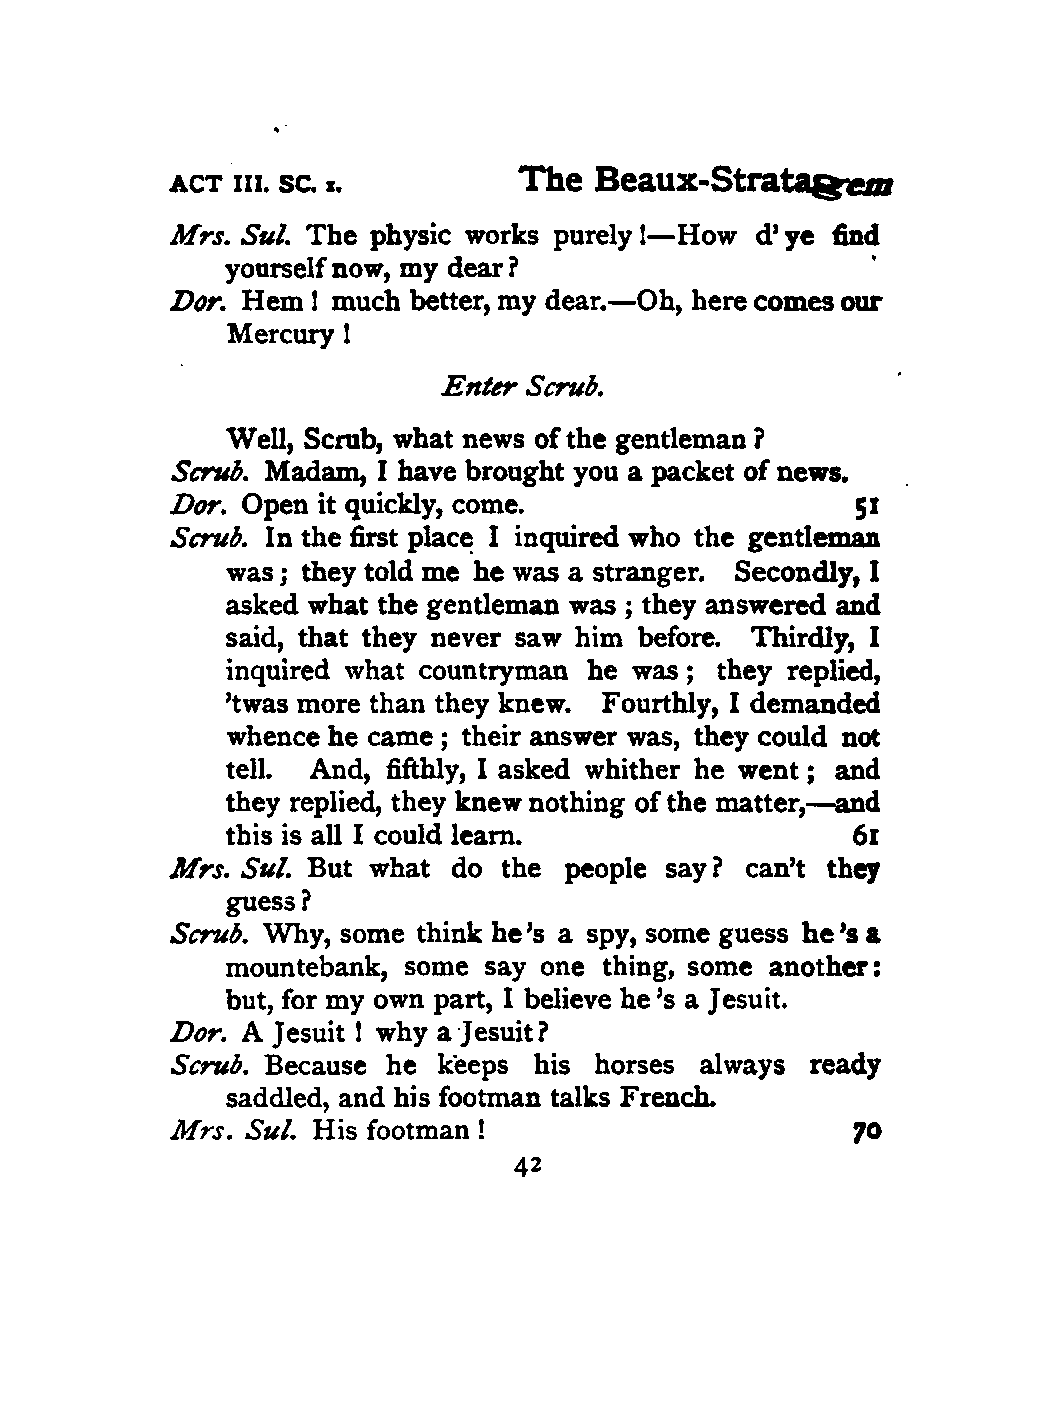 ACT III. SC. 1. The Beaux-Stratagem
Mrs. Sul. The physic works purely!—How d'ye find
yourself now, my dear?
Dor. Hem! much better, my dear.—Oh, here comes our
Mercury!
Enter Scrub.
Well, Scrub, what news of the gentleman?
Scrub. Madam, I have brought you a packet of news.
Dor. Open it quickly, come. 51
Scrub. In the first place I inquired who the gentleman
was; they told me he was a stranger. Secondly, I
asked what the gentleman was; they answered and
said, that they never saw him before. Thirdly, I
inquired what countryman he was; they replied,
'twas more than they knew. Fourthly, I demanded
whence he came; their answer was, they could not
tell. And, fifthly, I asked whither he went; and
they replied, they knew nothing of the matter,—and
this is all I could learn. 61
Mrs. Sul. But what do the people say? can't they
guess?
Scrub. Why, some think he's a spy, some guess he's a
mountebank, some say one thing, some another:
but, for my own part, I believe he's a Jesuit.
Dor. A Jesuit! why a Jesuit?
Scrub. Because he keeps his horses always ready
saddled, and his footman talks French.
Mrs. Sul. His footman! 70
42